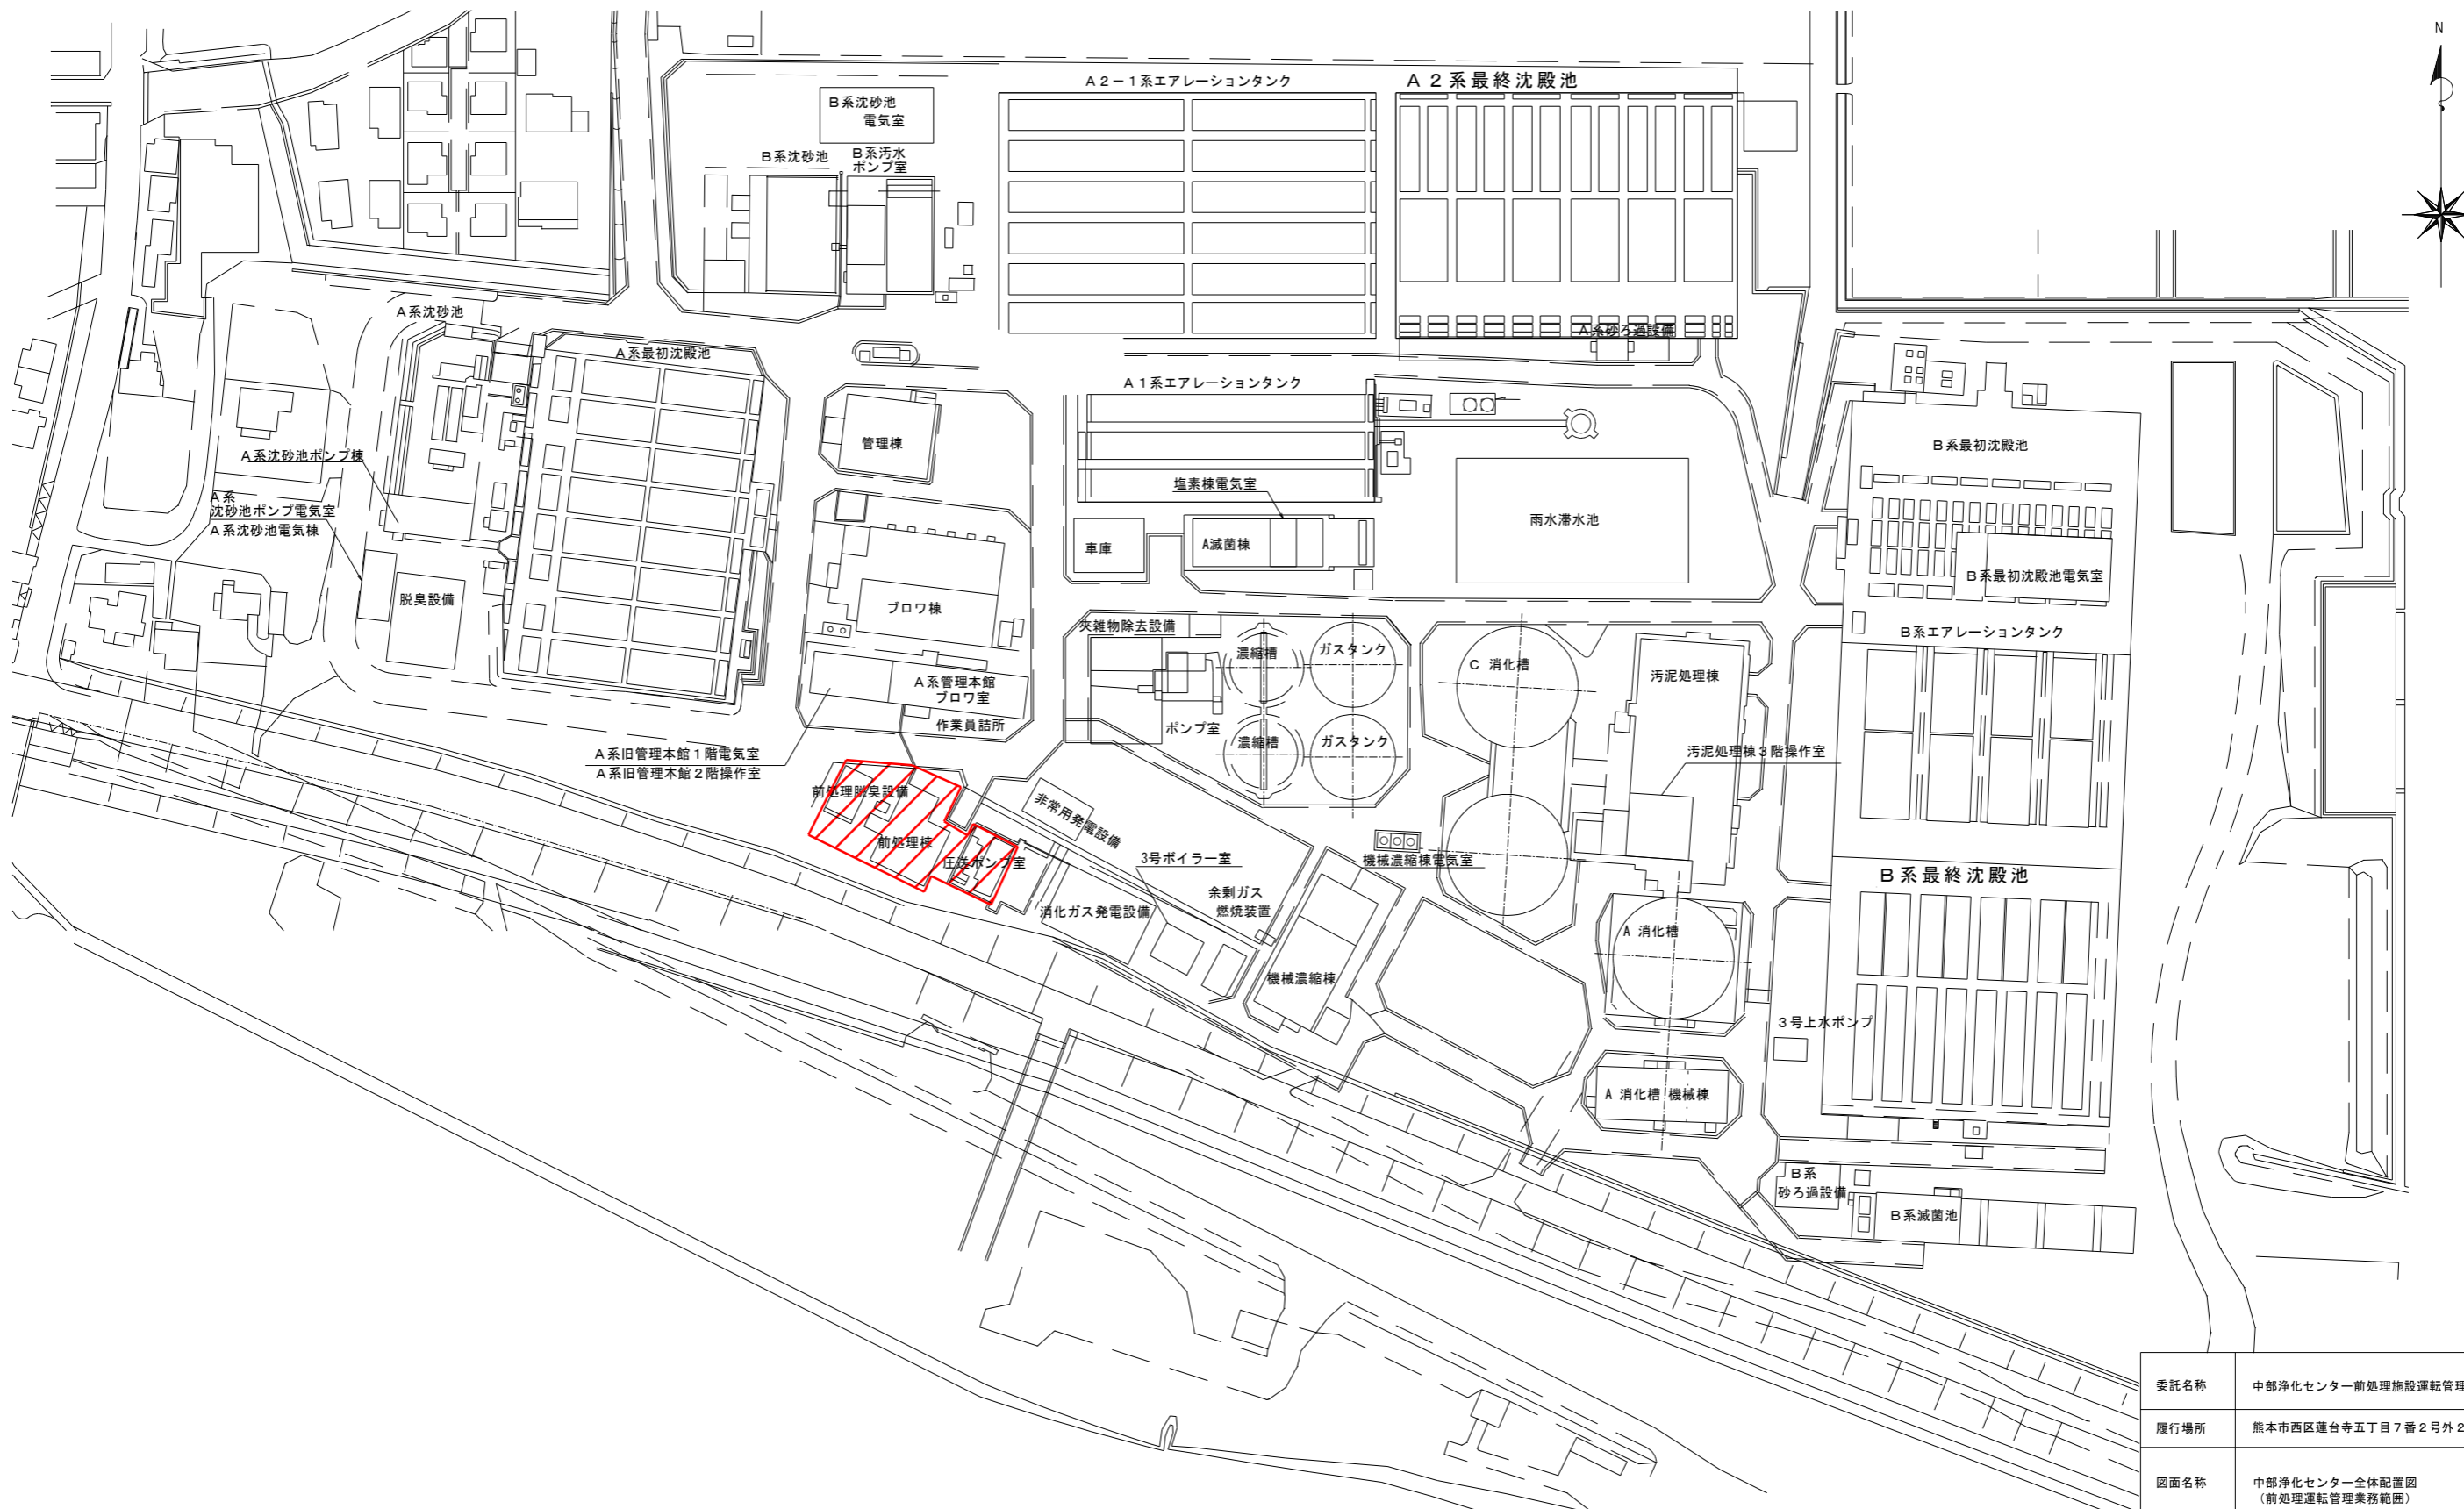 N
A2-1系エアレーションタンク
A2系最終沈殿池
B系沈砂池
電気室
B系沈砂池
B系汚水
ポンプ室
A系沈砂池
A系最初沈殿池
A系砂ろ過設備
A1系エアレーションタンク
管理棟
B系最初沈殿池
A系沈砂池ポンプ棟
塩素棟電気室
A系
沈砂池ポンプ電気室
A系沈砂池電気棟
雨水滞水池
車庫
A滅菌棟
B系最初沈殿池電気室
脱臭設備
ブロワ棟
夾雑物除去設備
B系エアレーションタンク
濃縮槽
ガスタンク
C 消化槽
汚泥処理棟
A系管理本館
ブロワ室
作業員詰所
ポンプ室
濃縮槽
ガスタンク
A系旧管理本館1階電気室
A系旧管理本館2階操作室
汚泥処理棟3階操作室
前処理脱臭設備
非常用発電設備
前処理棟
圧送ポンプ室
3号ボイラー室
機械濃縮棟電気室
B系最終沈殿池
余剰ガス
燃焼装置
消化ガス発電設備
A 消化槽
機械濃縮棟
3号上水ポンプ
A 消化槽 機械棟
B系
砂ろ過設備
B系滅菌池
委託名称 中部浄化センター前処理施設運転管理
履行場所 熊本市西区蓮台寺五丁目7番2号外2
図面名称 中部浄化センター全体配置図
(前処理運転管理業務範囲)